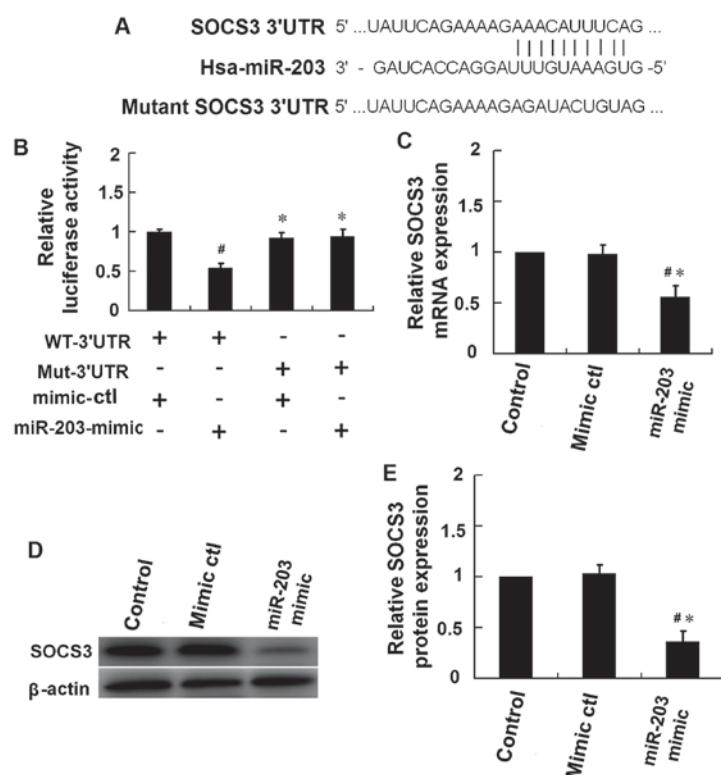 A
SOCS3 3'UTR 5' ...UAUUCAGAAAAGAAACAUUUCAG ...
Hsa-miR-203 3' - GAUCACCAGGAUUUGUAAAGUG -5'
Mutant SOCS3 3'UTR 5' ...UAUUCAGAAAAGAGAUACUGUAG ...
B
Relative luciferase activity
2
1.5
1
0.5
0
#
*
*
WT-3'UTR + + - -
Mut-3'UTR - - + +
mimic-ctl + - + -
miR-203-mimic - + - +
C
Relative SOCS3 mRNA expression
2
1.5
1
0.5
0
# *
Control
Mimic ctl
miR-203 mimic
D
Control
Mimic ctl
miR-203 mimic
SOCS3
β-actin
E
Relative SOCS3 protein expression
2
1.5
1
0.5
0
# *
Control
Mimic ctl
miR-203 mimic